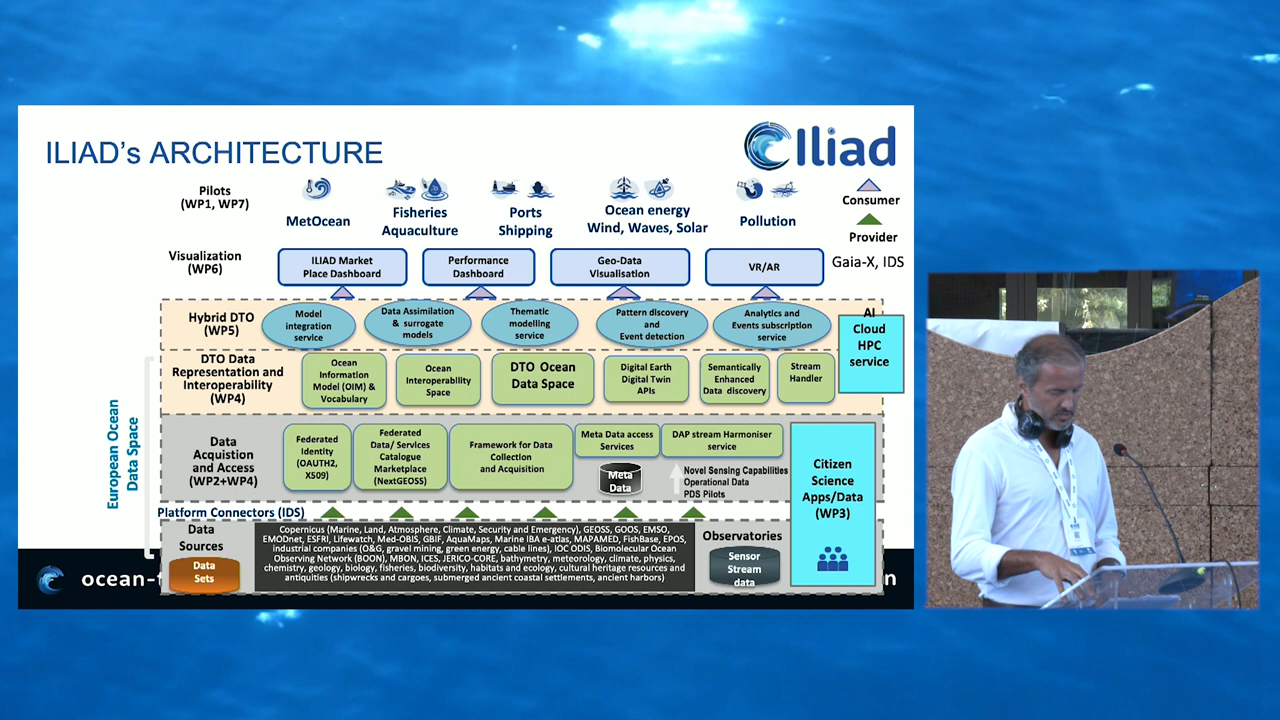 ILIAD's ARCHITECTURE
Iliad
Pilots
(WP1, WP7)
MetOcean
Fisheries
Aquaculture
Ports
Shipping
Ocean energy
Wind, Waves, Solar
Pollution
Consumer
Provider
Gaia-X, IDS
Visualization
(WP6)
ILIAD Market
Place Dashboard
Performance
Dashboard
Geo-Data
Visualisation
VR/AR
Hybrid DTO
(WP5)
Model
integration
service
Data Assimilation
& surrogate
models
Thematic
modelling
service
Pattern discovery
and
Event detection
Analytics and
Events subscription
service
AI
Cloud
HPC
service
DTO Data
Representation and
Interoperability
(WP4)
Ocean
Information
Model (OIM) &
Vocabulary
Ocean
Interoperability
Space
DTO Ocean
Data Space
Digital Earth
Digital Twin
APIs
Semantically
Enhanced
Data discovery
Stream
Handler
European Ocean
Data Space
Data
Acquistion
and Access
(WP2+WP4)
Federated
Identity
(OAUTH2,
X509)
Federated
Data/ Services
Catalogue
Marketplace
(NextGEOSS)
Framework for Data
Collection
and Acquisition
Meta Data access
Services
Meta
Data
DAP stream Harmoniser
service
Novel Sensing Capabilities
Operational Data
PDS Pilots
Citizen
Science
Apps/Data
(WP3)
Platform Connectors (IDS)
Data
Sources
Data
Sets
Copernicus (Marine, Land, Atmosphere, Climate, Security and Emergency), GEOSS, GOOS, EMSO,
EMODnet, ESFRI, Lifewatch, Med-OBIS, GBIF, AquaMaps, Marine IBA e-atlas, MAPAMED, FishBase, EPOS,
industrial companies (O&G, gravel mining, green energy, cable lines), IOC ODIS, Biomolecular Ocean
Observing Network (BOON), MBON, ICES, JERICO-CORE, bathymetry, meteorology, climate, physics,
chemistry, geology, biology, fisheries, biodiversity, habitats and ecology, cultural heritage resources and
antiquities (shipwrecks and cargoes, submerged ancient coastal settlements, ancient harbors)
Observatories
Sensor
Stream
data
ocean-
n